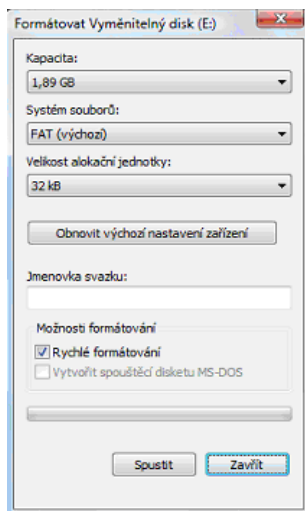 Formátovat Vyměnitelný disk (E:)
Kapacita:
1,89 GB
Systém souborů:
FAT (výchozí)
Velikost alokační jednotky:
32 kB
Obnovit výchozí nastavení zařízení
Jmenovka svazku:
Možnosti formátování
Rychlé formátování
Vytvořit spouštěcí disketu MS-DOS
Spustit Zavřít